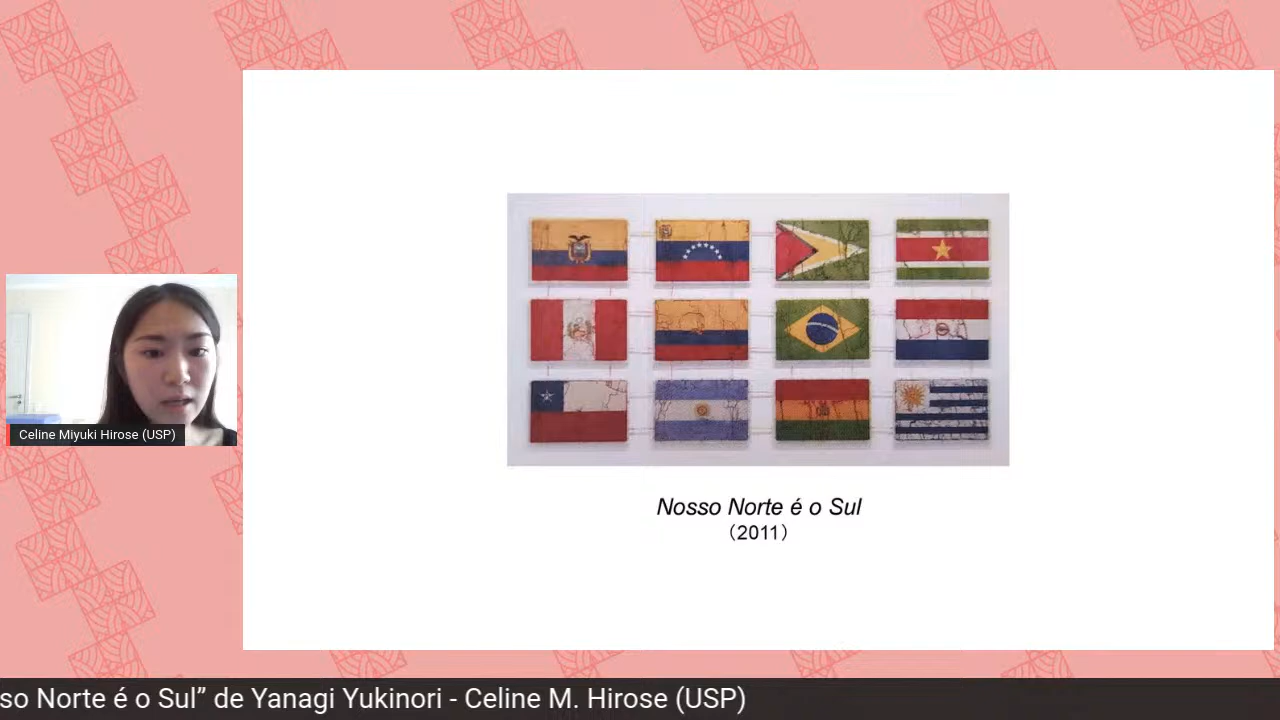 Nosso Norte é o Sul
（2011）
Celine Miyuki Hirose (USP)
so Norte é o Sul” de Yanagi Yukinori - Celine M. Hirose (USP)